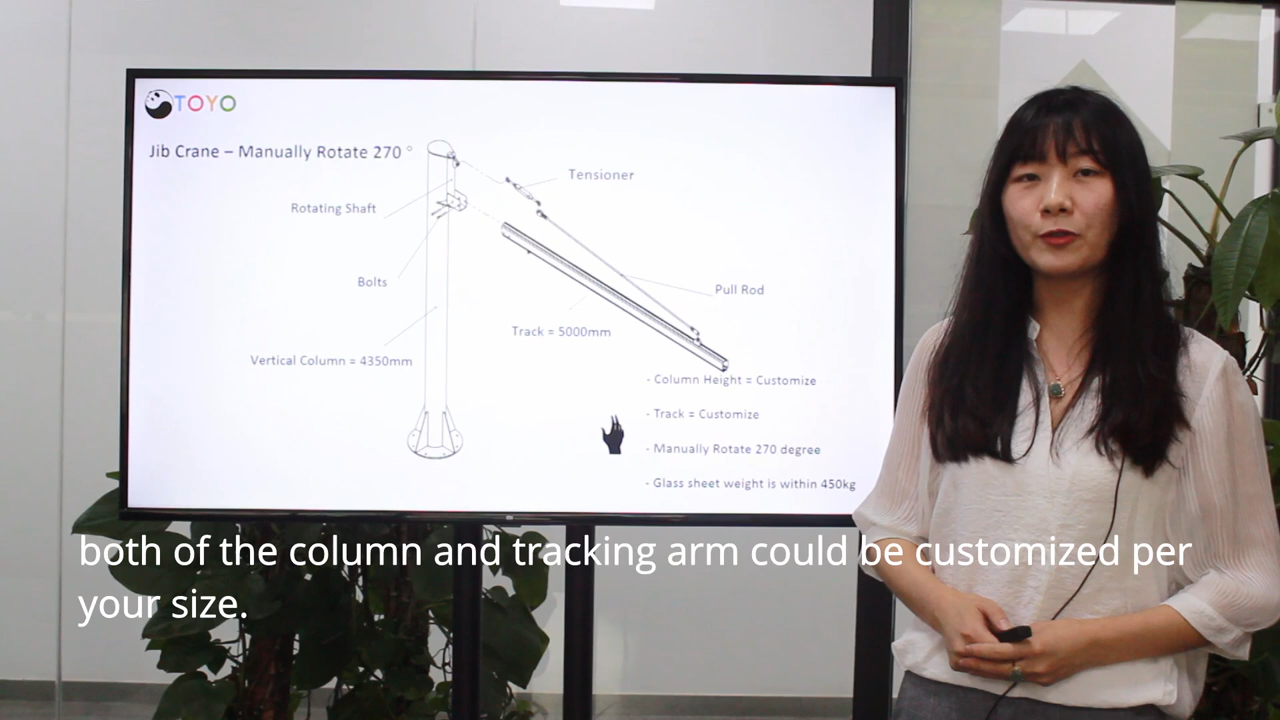 TOYO
Jib Crane – Manually Rotate 270 °
Tensioner
Rotating Shaft
Bolts
Pull Rod
Track = 5000mm
Vertical Column = 4350mm
- Column Height = Customize
- Track = Customize
- Manually Rotate 270 degree
- Glass sheet weight is within 450kg
both of the column and tracking arm could be customized per
your size.